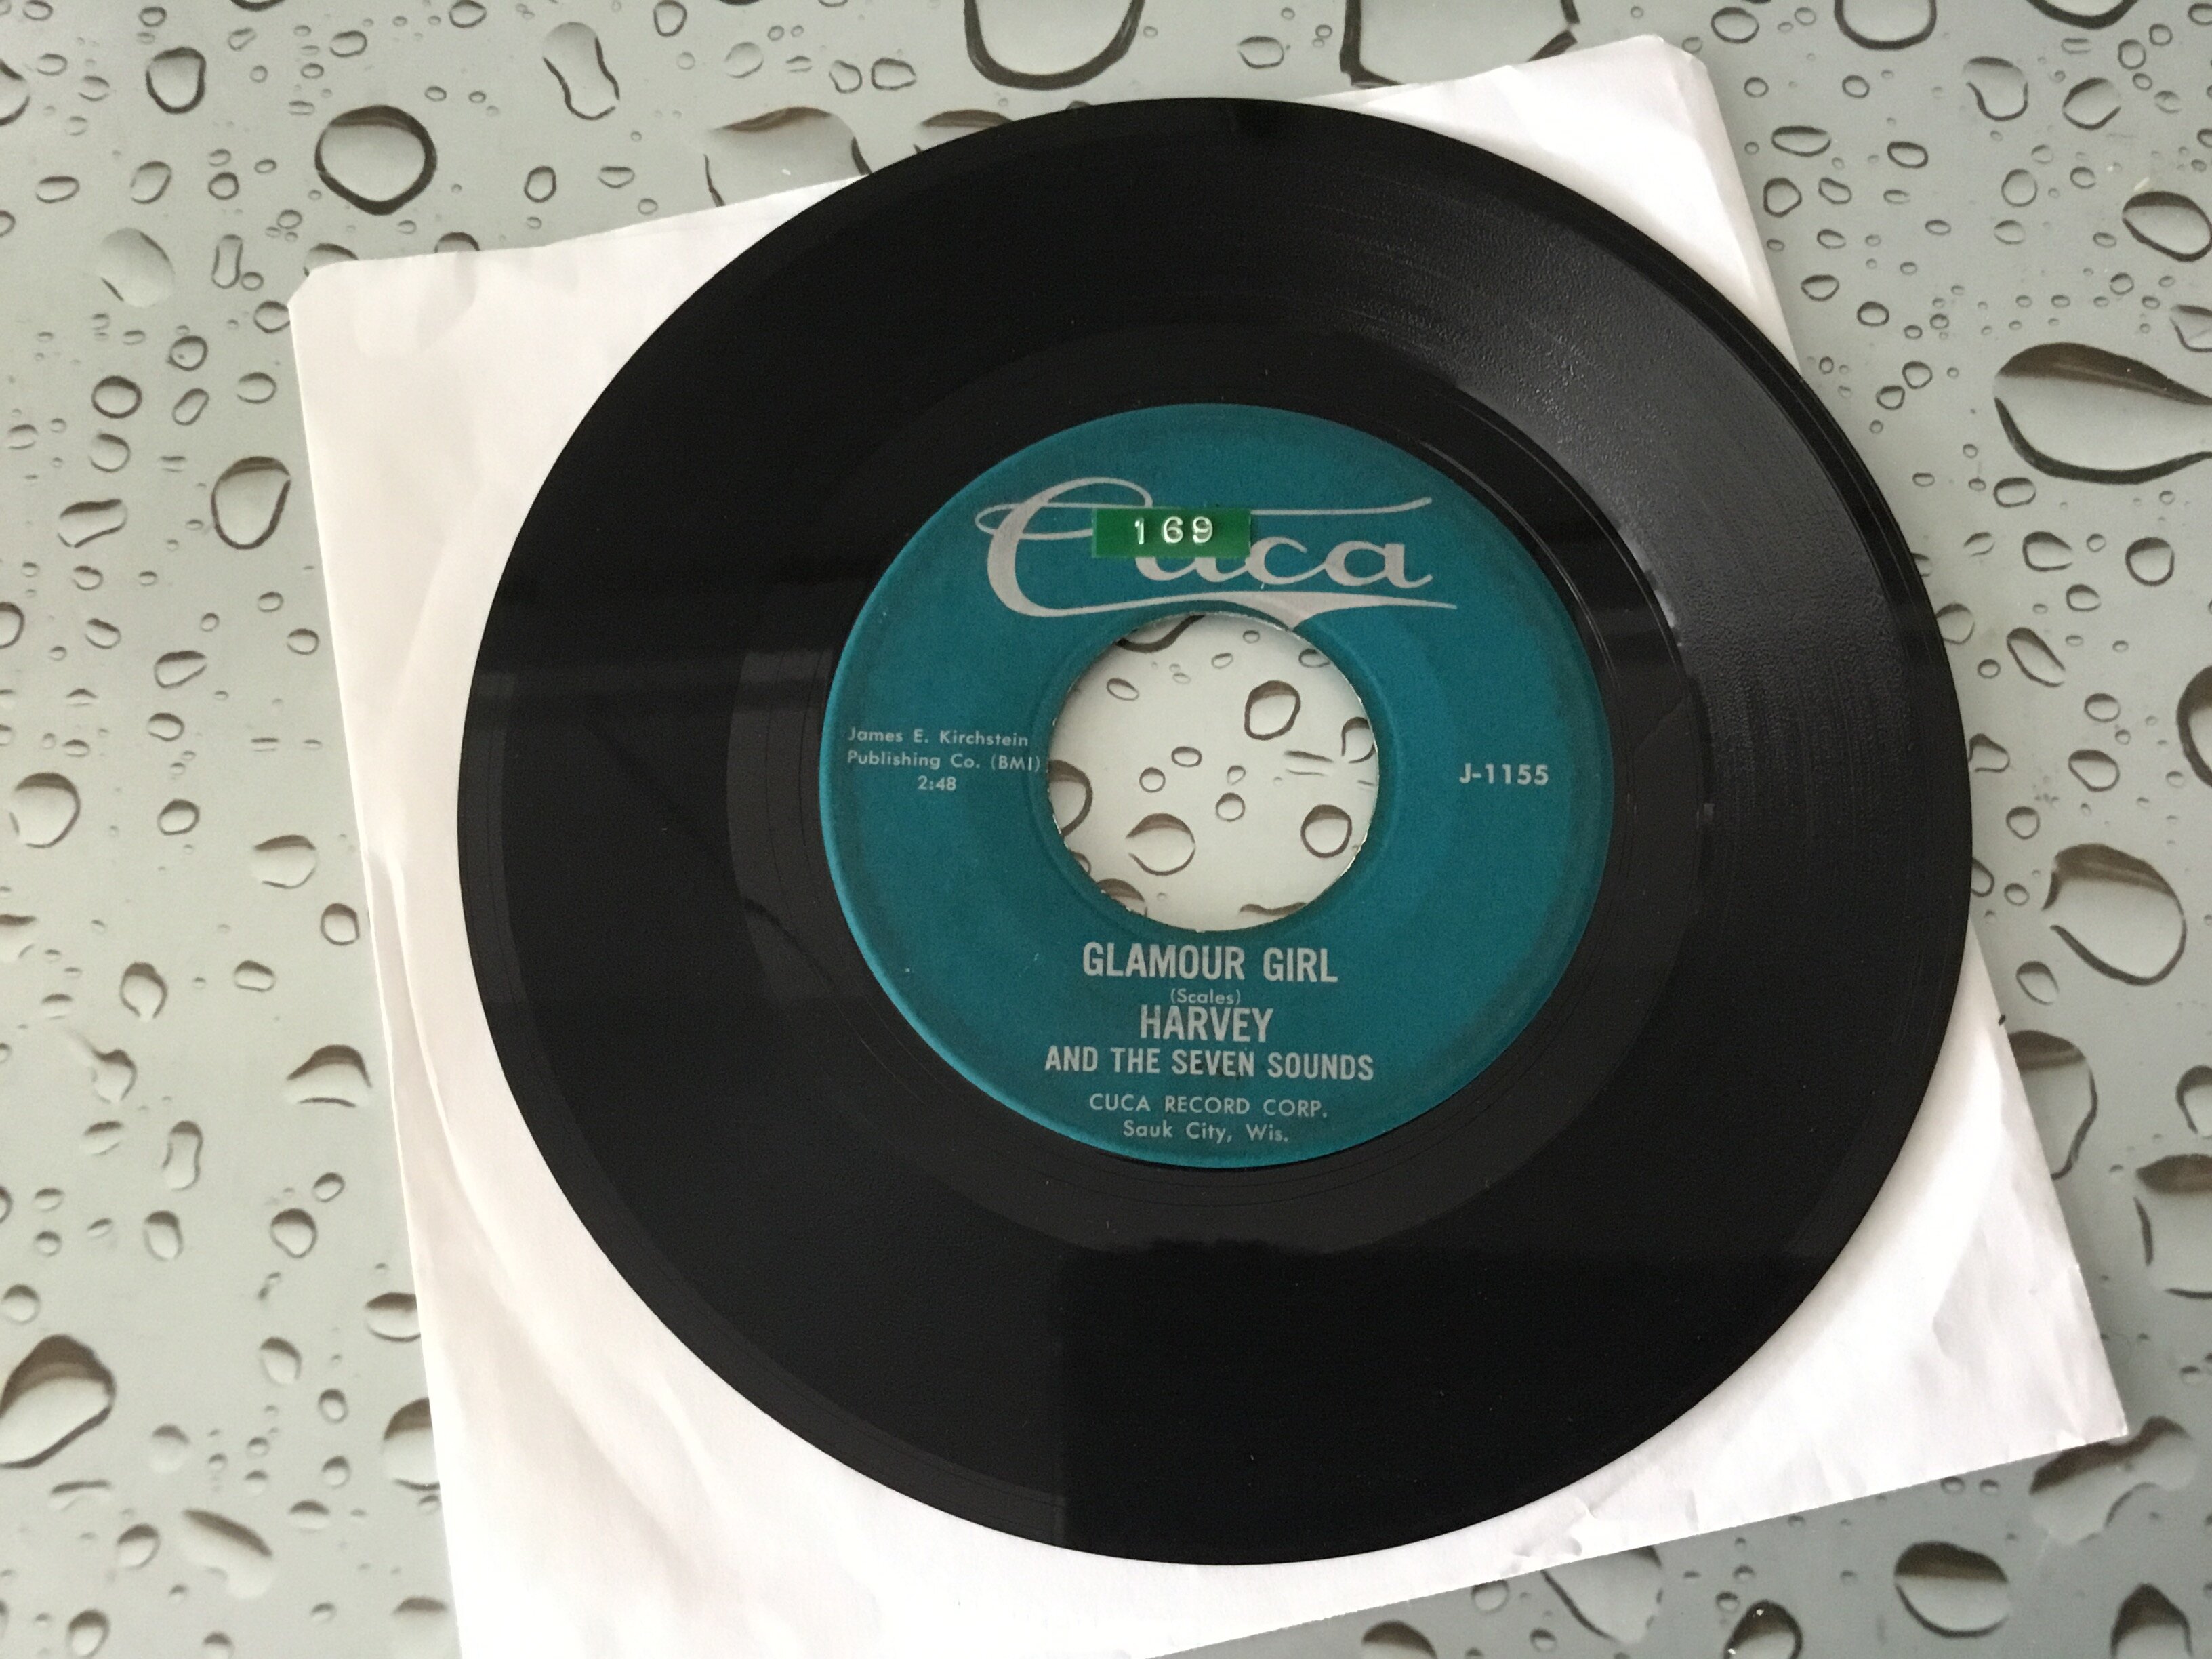 Cuca
169
James E. Kirchstein
Publishing Co. (BMI)
2:48
J-1155
GLAMOUR GIRL
(Scales)
HARVEY
AND THE SEVEN SOUNDS
CUCA RECORD CORP.
Sauk City, Wis.